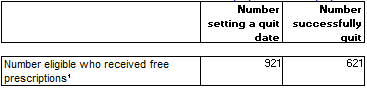 Number Number
setting a quit successfully
date quit
Number eligible who received free 921 621
prescriptions¹